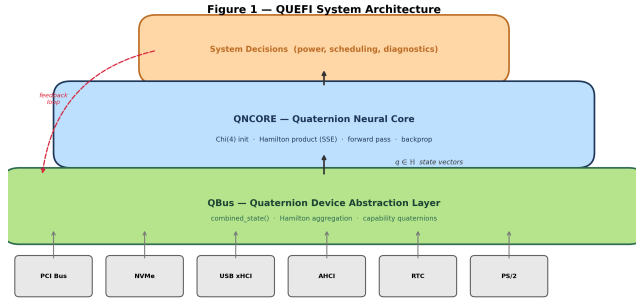 Figure 1 — QUEFI System Architecture
System Decisions (power, scheduling, diagnostics)
feedback
loop
QNCORE — Quaternion Neural Core
Chi(4) init · Hamilton product (SSE) · forward pass · backprop
q ∈ ℍ state vectors
QBus — Quaternion Device Abstraction Layer
combined_state() · Hamilton aggregation · capability quaternions
PCI Bus
NVMe
USB xHCI
AHCI
RTC
PS/2